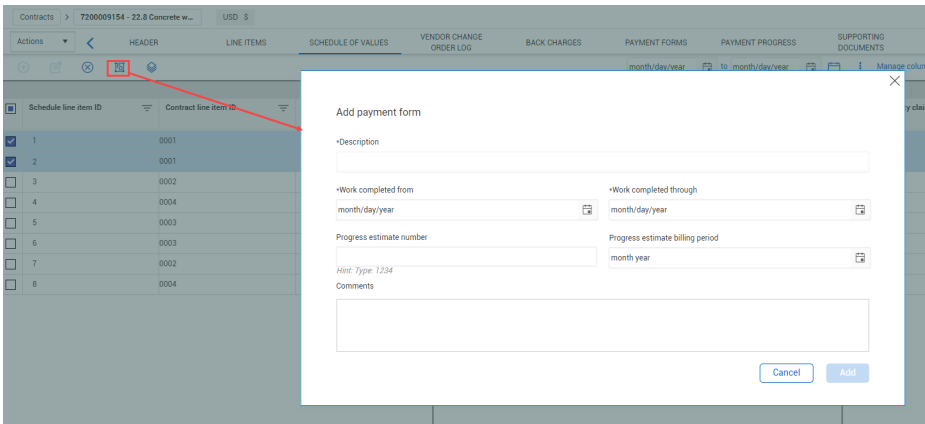 Contracts > 7200009154 - 22.8 Concrete w... USD $
Actions HEADER LINE ITEMS SCHEDULE OF VALUES VENDOR CHANGE ORDER LOG BACK CHARGES PAYMENT FORMS PAYMENT PROGRESS SUPPORTING DOCUMENTS
month/day/year to month/day/year Manage colum
Schedule line item ID Contract line item ID y clai
1 0001
2 0001
3 0002
4 0004
5 0003
6 0003
7 0002
8 0004
Add payment form
*Description
*Work completed from *Work completed through
month/day/year month/day/year
Progress estimate number Progress estimate billing period
month year
Hint: Type: 1234
Comments
Cancel Add